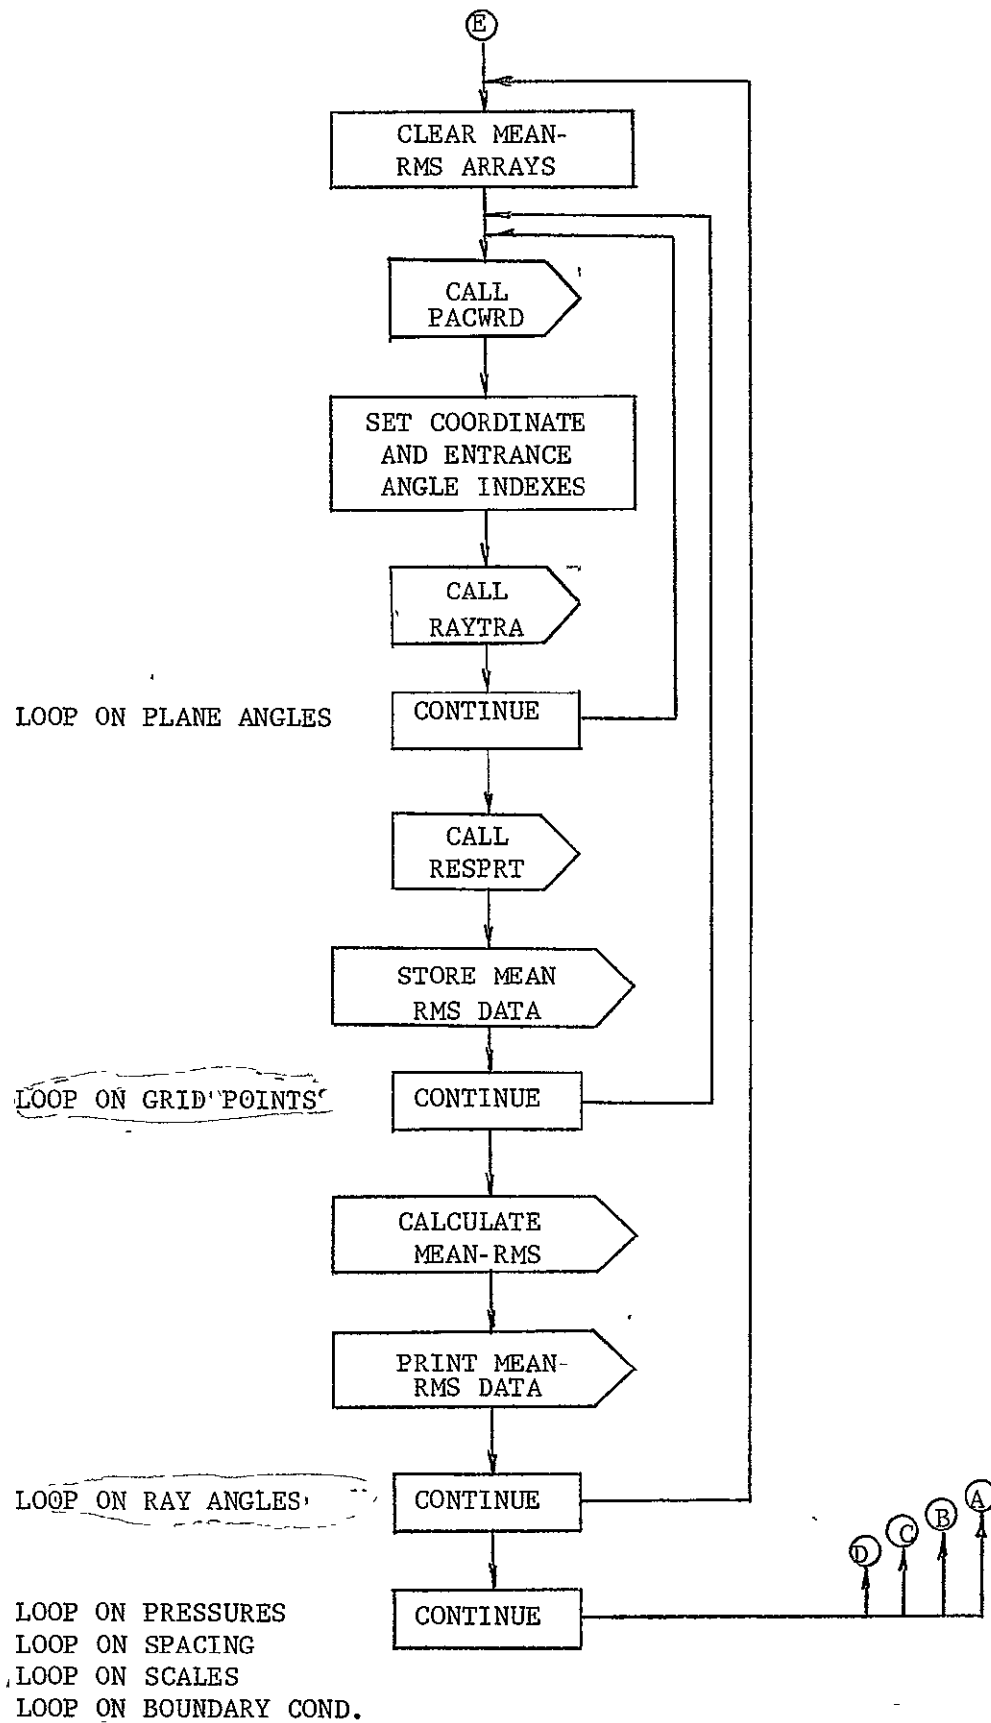 E
CLEAR MEAN-
RMS ARRAYS
CALL
PACWRD
SET COORDINATE
AND ENTRANCE
ANGLE INDEXES
CALL
RAYTRA
LOOP ON PLANE ANGLES
CONTINUE
CALL
RESPRT
STORE MEAN
RMS DATA
LOOP ON GRID POINTS
CONTINUE
CALCULATE
MEAN-RMS
PRINT MEAN-
RMS DATA
LOOP ON RAY ANGLES
CONTINUE
D C B A
CONTINUE
LOOP ON PRESSURES
LOOP ON SPACING
LOOP ON SCALES
LOOP ON BOUNDARY COND.